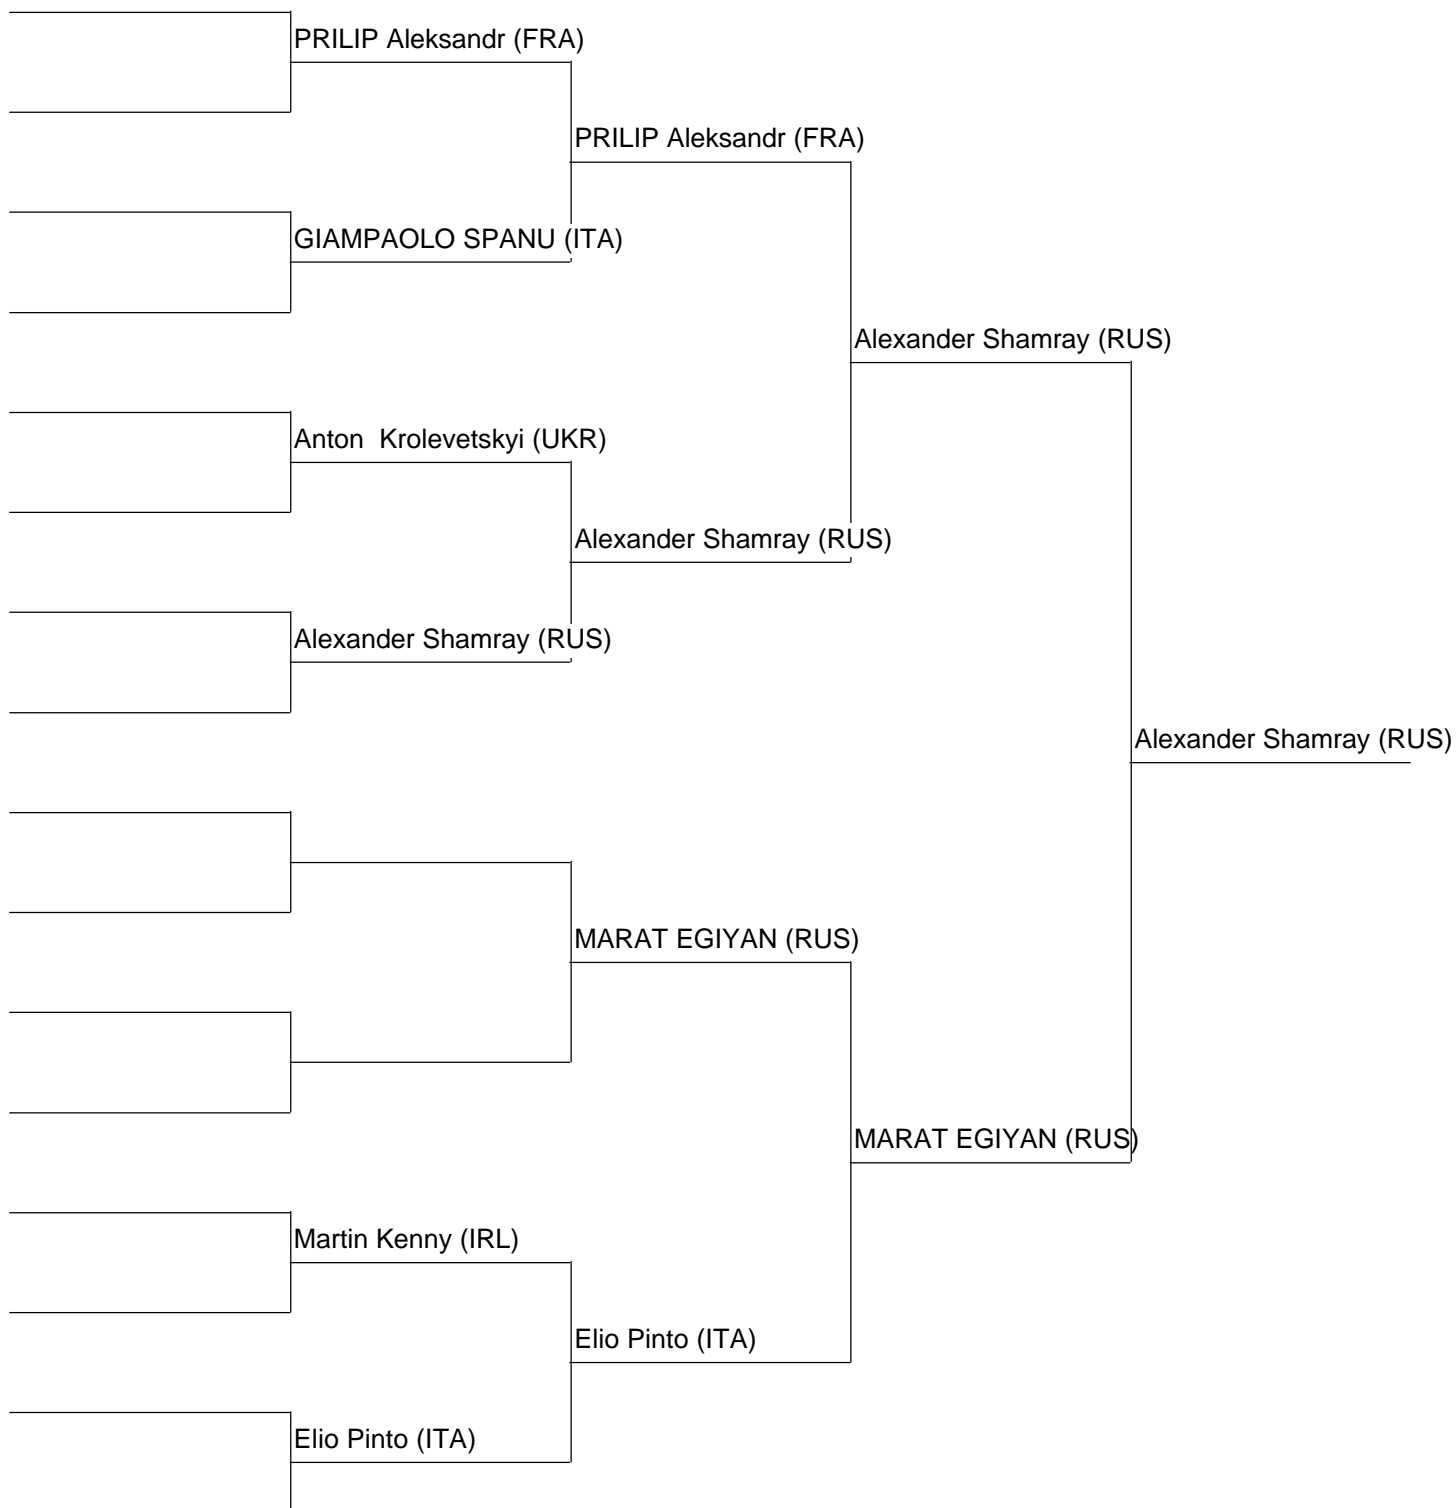 PRILIP Aleksandr (FRA)
PRILIP Aleksandr (FRA)
GIAMPAOLO SPANU (ITA)
Alexander Shamray (RUS)
Anton  Krolevetskyi (UKR)
Alexander Shamray (RUS)
Alexander Shamray (RUS)
Alexander Shamray (RUS)
MARAT EGIYAN (RUS)
MARAT EGIYAN (RUS)
Martin Kenny (IRL)
Elio Pinto (ITA)
Elio Pinto (ITA)